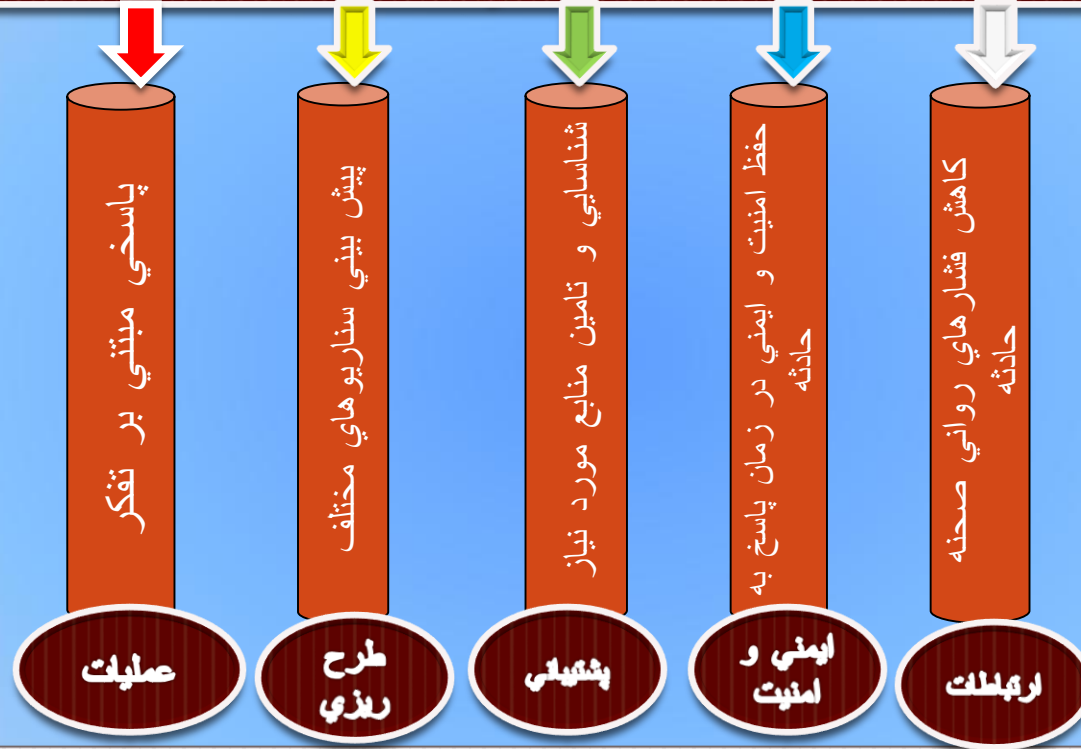 كاهش فشارهاي رواني صحنه
حادثه
ارتباطات
حفظ امنيت و ايمني در زمان پاسخ به
حادثه
ايمني و
امنيت
شناسايي و تامين منابع مورد نياز
پشتيباني
پيش بيني سناريوهاي مختلف
طرح
ريزي
پاسخي مبتني بر تفكر
عمليات